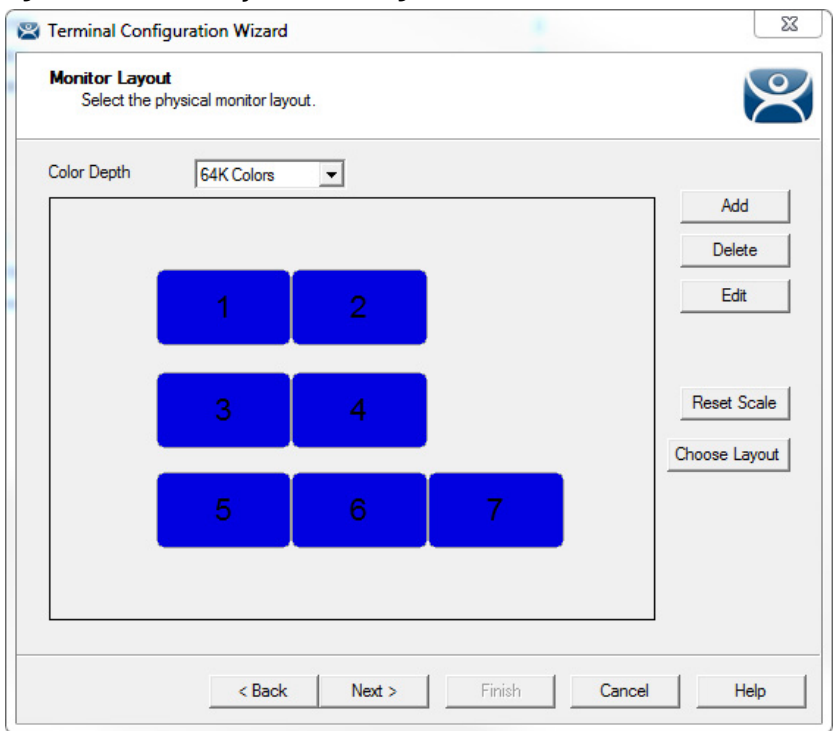 Terminal Configuration Wizard
Monitor Layout
Select the physical monitor layout.
Color Depth
64K Colors
Add
Delete
Edit
1 2
3 4
Reset Scale
Choose Layout
5 6 7
< Back Next > Finish Cancel Help